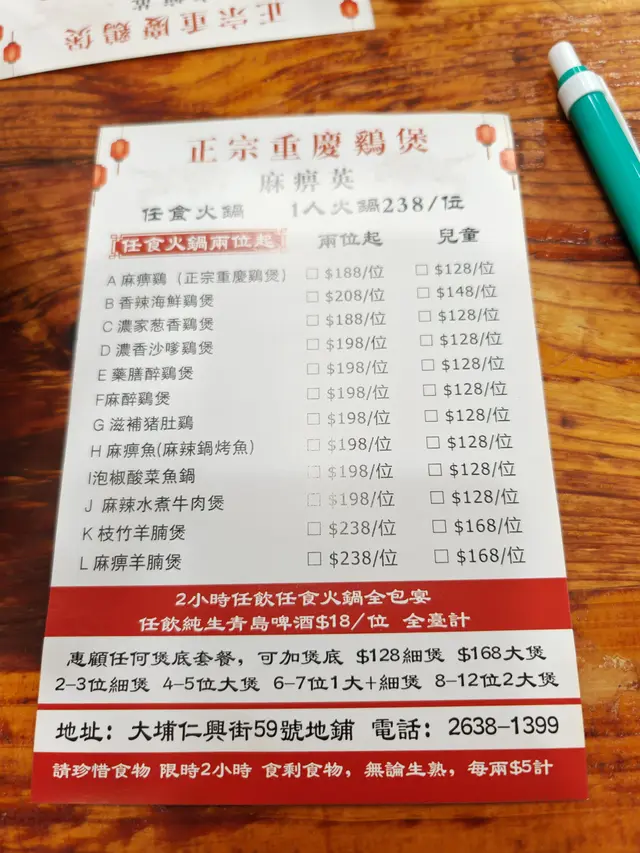 正宗重慶鷄煲
正宗重慶鷄煲
麻痹英
任食火鍋 1人火鍋238/位
任食火鍋兩位起 兩位起 兒童
A 麻痹鷄（正宗重慶鷄煲） □ $188/位 □ $128/位
B 香辣海鮮鷄煲 □ $208/位 □ $148/位
C 濃家葱香鷄煲 □ $188/位 □ $128/位
D 濃香沙嗲鷄煲 □ $198/位 □ $128/位
E 藥膳醉鷄煲 □ $198/位 □ $128/位
F麻醉鷄煲 □ $198/位 □ $128/位
G 滋補猪肚鷄 □ $198/位 □ $128/位
H 麻痹魚(麻辣鍋烤魚) □ $198/位 □ $128/位
I泡椒酸菜魚鍋 □ $198/位 □ $128/位
J 麻辣水煮牛肉煲 □ $198/位 □ $128/位
K 枝竹羊腩煲 □ $238/位 □ $168/位
L 麻痹羊腩煲 □ $238/位 □ $168/位
2小時任飲任食火鍋全包宴
任飲純生青島啤酒$18/位 全臺計
惠顧任何煲底套餐，可加煲底 $128細煲 $168大煲
2-3位細煲 4-5位大煲 6-7位1大+細煲 8-12位2大煲
地址：大埔仁興街59號地鋪 電話：2638-1399
請珍惜食物 限時2小時 食剩食物，無論生熟，每兩$5計